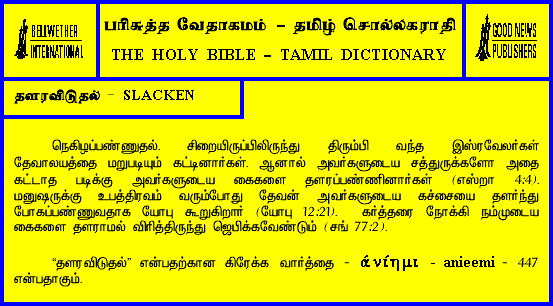 BELLWETHER
INTERNATIONAL
பரிசுத்த வேதாகமம் – தமிழ் சொல்லகராதி
THE HOLY BIBLE – TAMIL DICTIONARY
GOOD NEWS
PUBLISHERS
தளரவிடுதல் – SLACKEN
நெகிழப்பண்ணுதல். சிறையிருப்பிலிருந்து திரும்பி வந்த இஸ்ரவேலர்கள்
தேவாலயத்தை மறுபடியும் கட்டினார்கள். ஆனால் அவர்களுடைய சத்துருக்களோ அதை
கட்டாத படிக்கு அவர்களுடைய கைகளை தளரப்பண்ணினார்கள் (எஸ்றா 4:4).
மனுஷருக்கு உபத்திரவம் வரும்போது தேவன் அவர்களுடைய கச்சையை தளர்ந்து
போகப்பண்ணுவதாக யோபு கூறுகிறார் (யோபு 12:21). கர்த்தரை நோக்கி நம்முடைய
கைகளை தளராமல் விரித்திருந்து ஜெபிக்கவேண்டும் (சங் 77:2).
“தளரவிடுதல்” என்பதற்கான கிரேக்க வார்த்தை – άνίημι – anieemi – 447
என்பதாகும்.